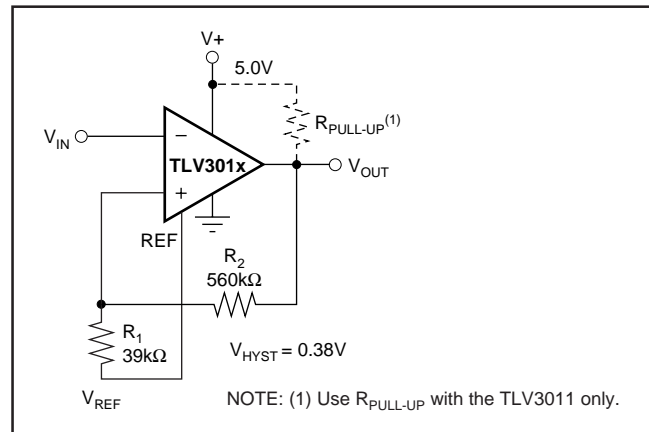 V+
5.0V
RPULL-UP(1)
VIN
−
TLV301x
VOUT
+
REF
R2
560kΩ
R1
39kΩ
VHYST = 0.38V
VREF
NOTE: (1) Use RPULL-UP with the TLV3011 only.